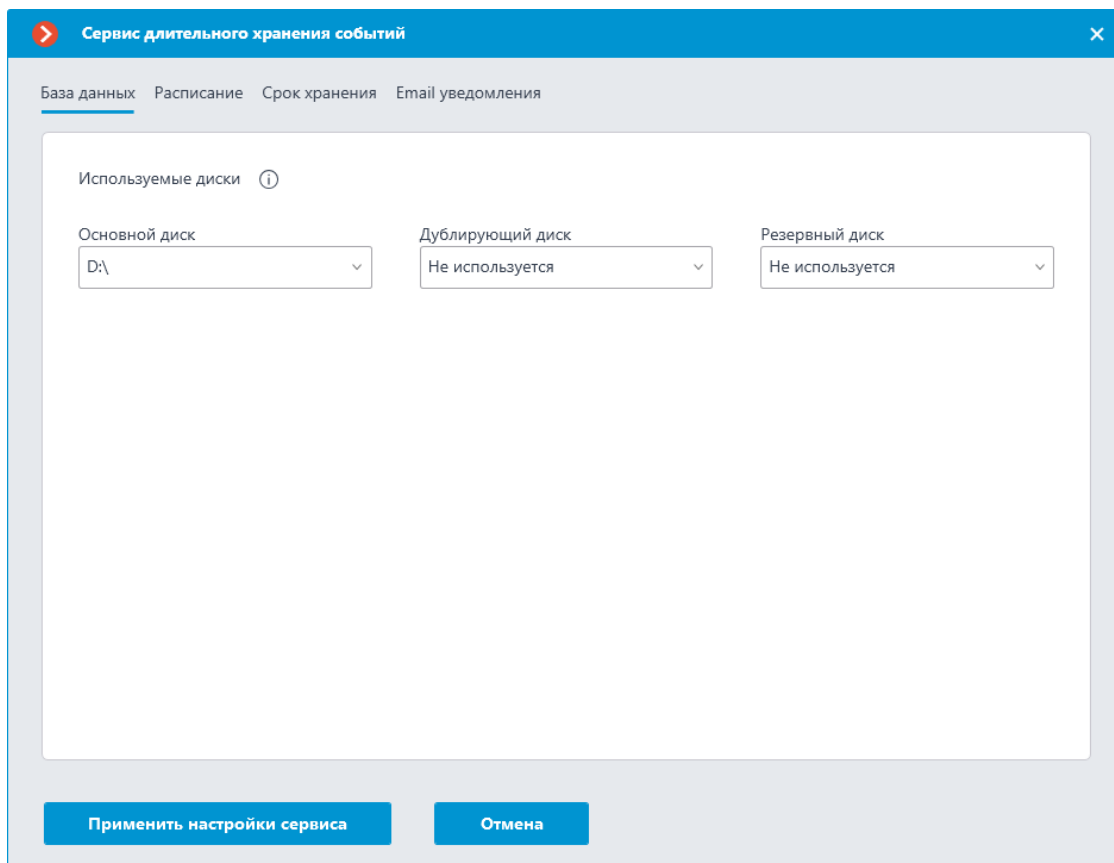 Сервис длительного хранения событий
База данных Расписание Срок хранения Email уведомления
Используемые диски
Основной диск Дублирующий диск Резервный диск
D:\ Не используется Не используется
Применить настройки сервиса Отмена